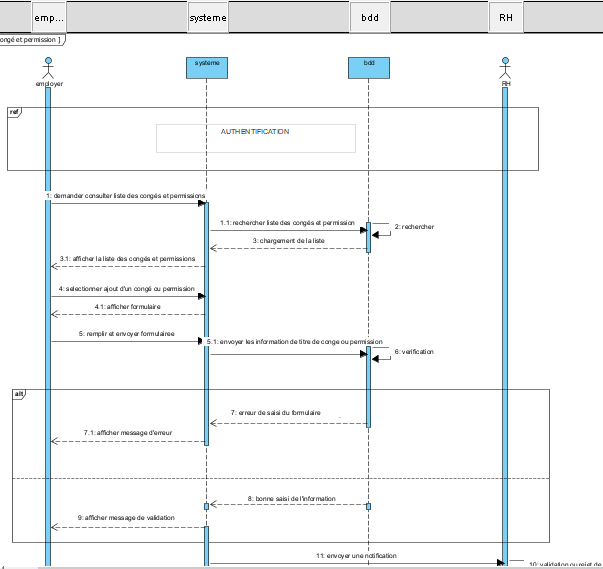 emp... systeme bdd RH
congé et permission ]
systeme bdd
employer RH
ref
AUTHENTIFICATION
1: demander consulter liste des congés et permissions
1.1: rechercher liste des congés et permission
2: rechercher
3: chargement de la liste
3.1: afficher la liste des congés et permissions
4: selectionner ajout d'un congé ou permission
4.1: afficher formulaire
5: remplir et envoyer formulairee
5.1: envoyer les information de titre de conge ou permission
6: verification
alt
7: erreur de saisi du formulaire
7.1: afficher message d'erreur
8: bonne saisi de l'information
9: afficher message de validation
11: envoyer une notification
10: validation ou rejet de